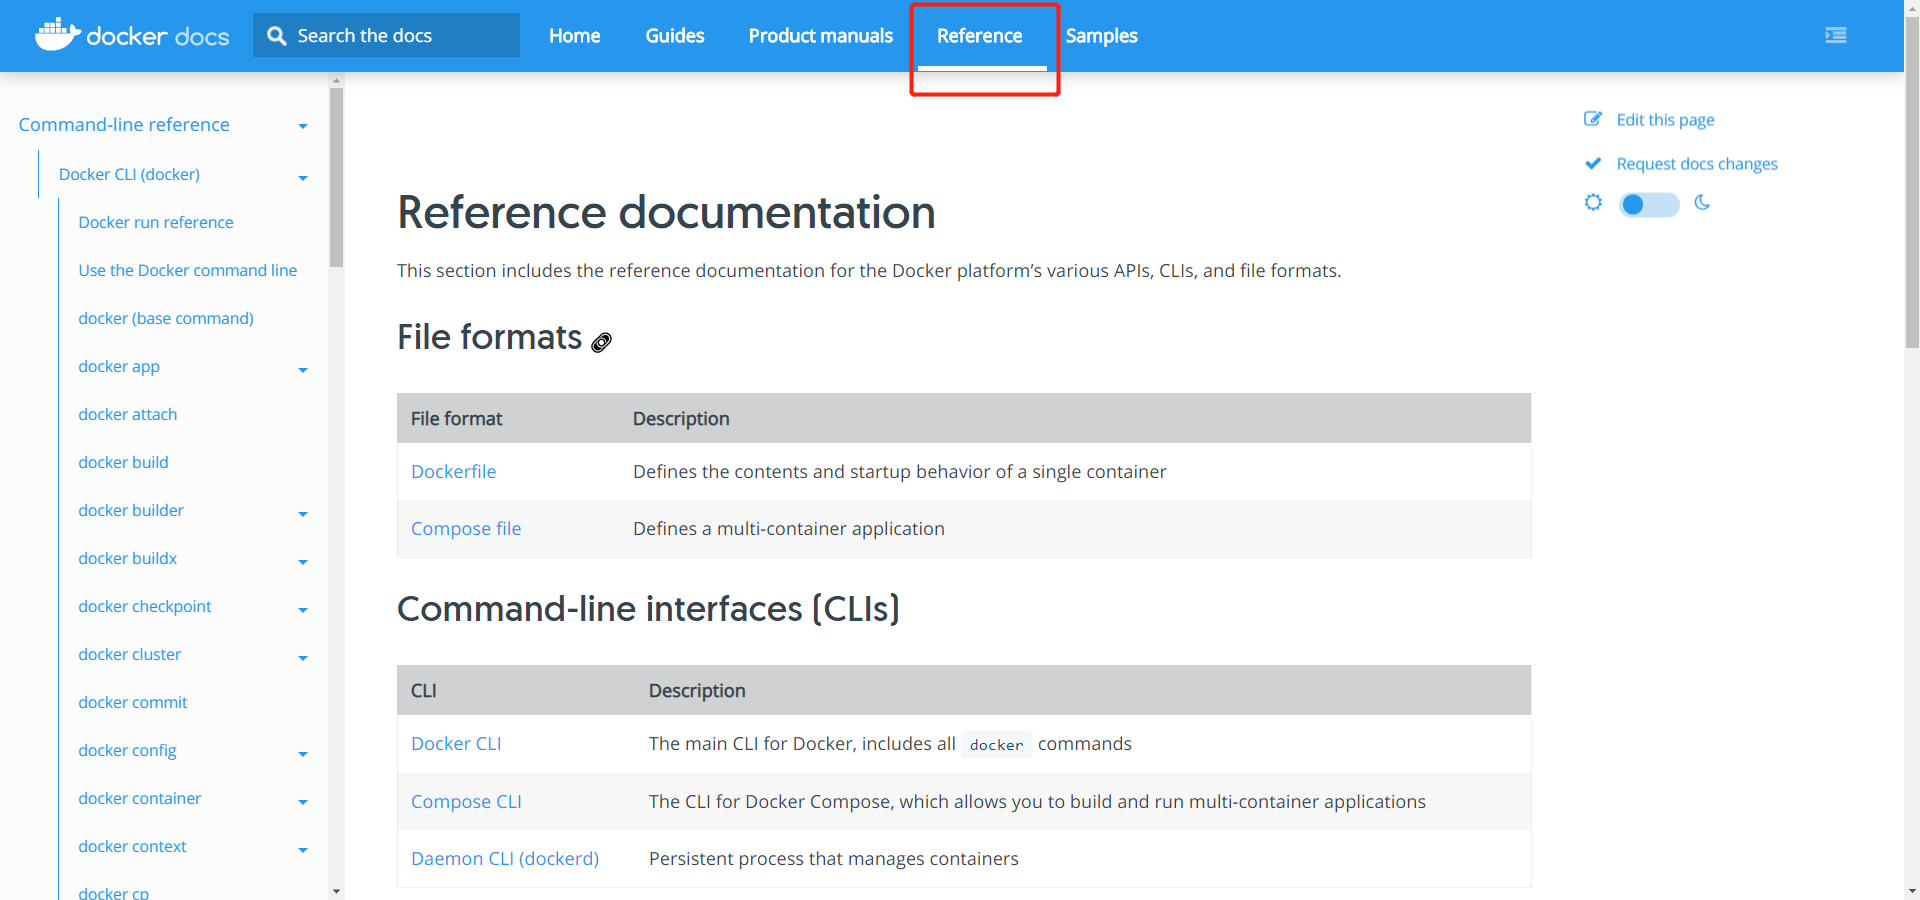 docker docs
Search the docs
Home
Guides
Product manuals
Reference
Samples
Command-line reference
Docker CLI (docker)
Docker run reference
Use the Docker command line
docker (base command)
docker app
docker attach
docker build
docker builder
docker buildx
docker checkpoint
docker cluster
docker commit
docker config
docker container
docker context
docker cp
Reference documentation
This section includes the reference documentation for the Docker platform’s various APIs, CLIs, and file formats.
File formats
File format Description
Dockerfile Defines the contents and startup behavior of a single container
Compose file Defines a multi-container application
Command-line interfaces (CLIs)
CLI Description
Docker CLI The main CLI for Docker, includes all docker commands
Compose CLI The CLI for Docker Compose, which allows you to build and run multi-container applications
Daemon CLI (dockerd) Persistent process that manages containers
Edit this page
Request docs changes